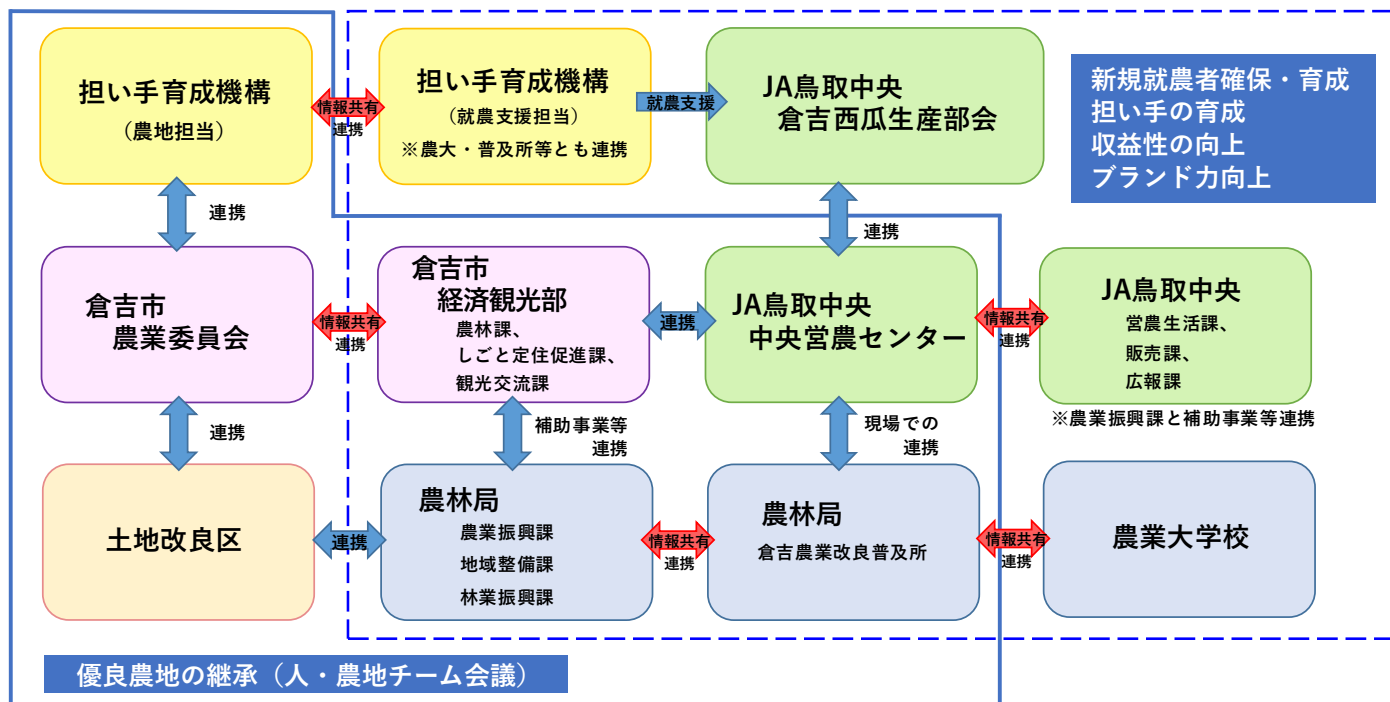 担い手育成機構
（農地担当）
情報共有
連携
担い手育成機構
（就農支援担当）
※農大・普及所等とも連携
就農支援
JA鳥取中央
倉吉西瓜生産部会
新規就農者確保・育成
担い手の育成
収益性の向上
ブランド力向上
連携
連携
倉吉市
農業委員会
情報共有
連携
倉吉市
経済観光部
農林課、
しごと定住促進課、
観光交流課
連携
JA鳥取中央
中央営農センター
情報共有
連携
JA鳥取中央
営農生活課、
販売課、
広報課
※農業振興課と補助事業等連携
連携
補助事業等
連携
現場での
連携
土地改良区
連携
農林局
農業振興課
地域整備課
林業振興課
情報共有
連携
農林局
倉吉農業改良普及所
情報共有
連携
農業大学校
優良農地の継承（人・農地チーム会議）